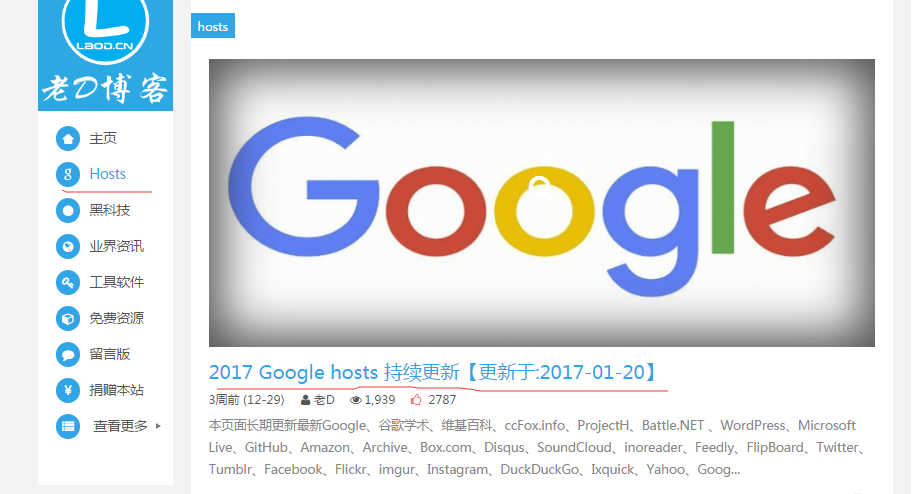 L
LAOD.CN
老D博客
主页
Hosts
黑科技
业界资讯
工具软件
免费资源
留言版
捐赠本站
查看更多
hosts
Google
2017 Google hosts 持续更新【更新于:2017-01-20】
3周前 (12-29) 老D 1,939 2787
本页面长期更新最新Google、谷歌学术、维基百科、ccFox.info、ProjectH、Battle.NET 、WordPress、Microsoft
Live、GitHub、Amazon、Archive、Box.com、Disqus、SoundCloud、inoreader、Feedly、FlipBoard、Twitter、
Tumblr、Facebook、Flickr、imgur、Instagram、DuckDuckGo、Ixquick、Yahoo、Goog...